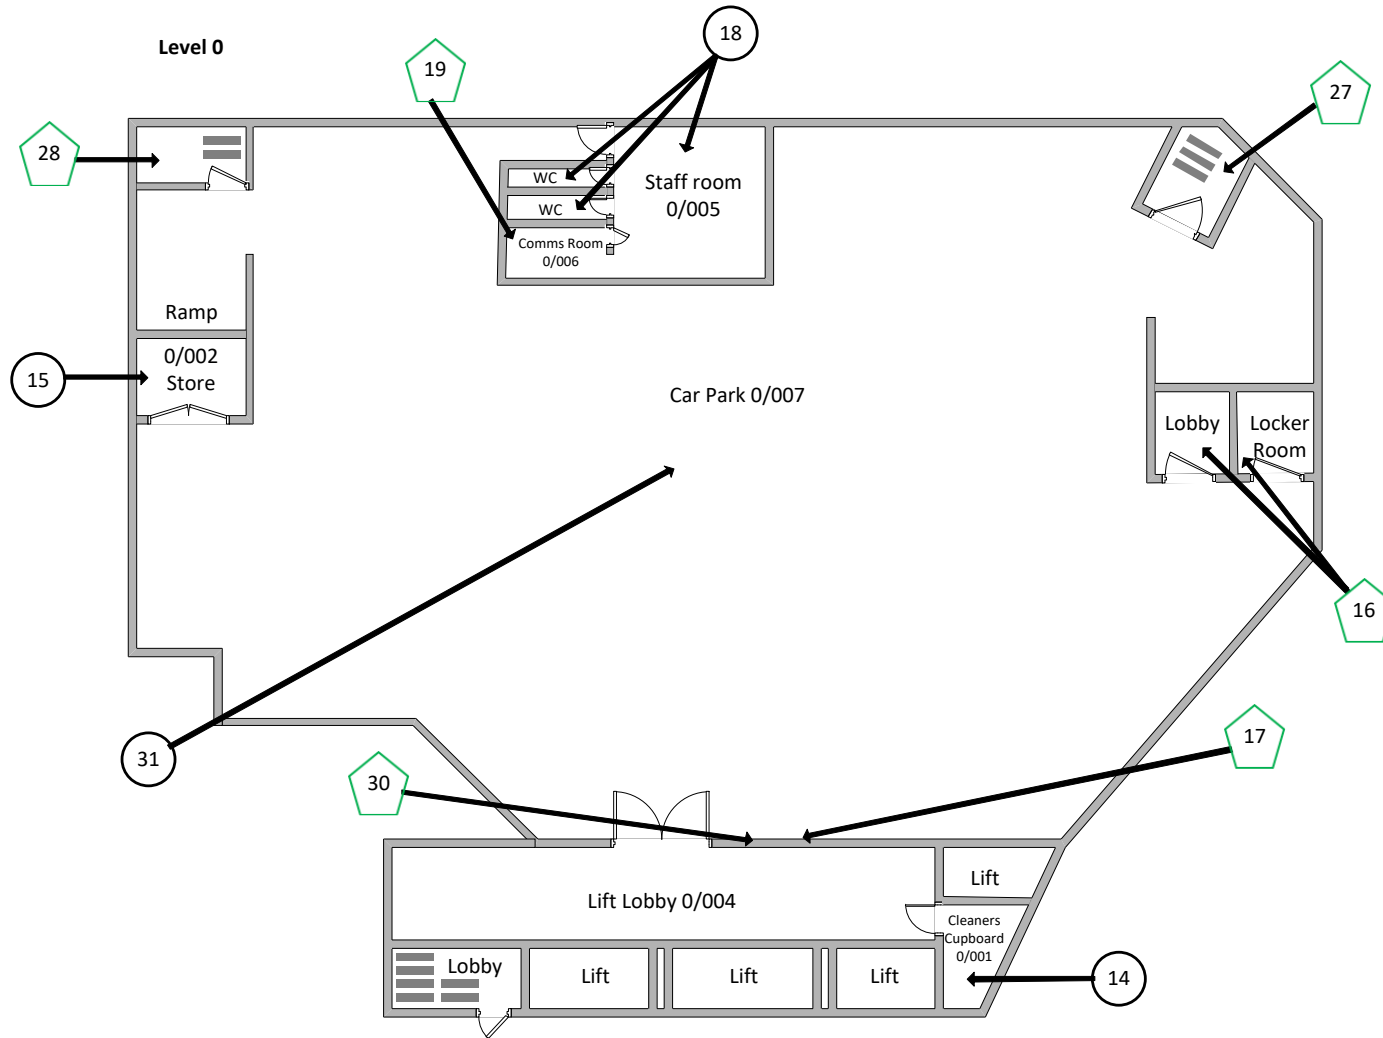 Level 0
18
19
27
28
WC
WC
Staff room
0/005
Comms Room
0/006
Ramp
0/002
Store
15
Car Park 0/007
Lobby
Locker
Room
16
31
30
17
Lift Lobby 0/004
Lift
Cleaners
Cupboard
0/001
Lobby
Lift
Lift
Lift
14